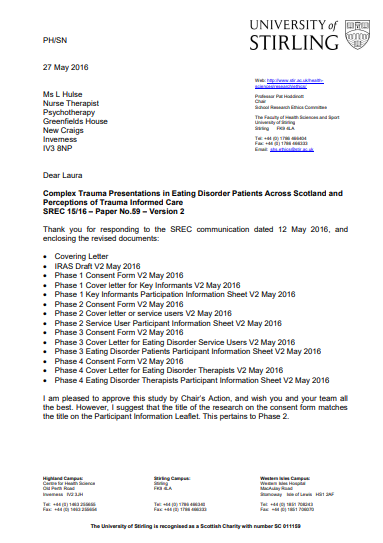 UNIVERSITY of
STIRLING
PH/SN
27 May 2016
Web: http://www.stir.ac.uk/health-
sciences/research/ethics/
Professor Pat Hoddinott
Chair
School Research Ethics Committee
The Faculty of Health Sciences and Sport
University of Stirling
Stirling FK9 4LA
Tel: +44 (0) 1786 466404
Fax: +44 (0) 1786 466333
Email: shs.ethics@stir.ac.uk
Ms L Hulse
Nurse Therapist
Psychotherapy
Greenfields House
New Craigs
Inverness
IV3 8NP
Dear Laura
Complex Trauma Presentations in Eating Disorder Patients Across Scotland and
Perceptions of Trauma Informed Care
SREC 15/16 – Paper No.59 – Version 2
Thank you for responding to the SREC communication dated 12 May 2016, and
enclosing the revised documents:
• Covering Letter
• IRAS Draft V2 May 2016
• Phase 1 Consent Form V2 May 2016
• Phase 1 Cover letter for Key Informants V2 May 2016
• Phase 1 Key Informants Participation Information Sheet V2 May 2016
• Phase 2 Consent Form V2 May 2016
• Phase 2 Cover letter or service users V2 May 2016
• Phase 2 Service User Participant Information Sheet V2 May 2016
• Phase 3 Consent Form V2 May 2016
• Phase 3 Cover Letter for Eating Disorder Service Users V2 May 2016
• Phase 3 Eating Disorder Patients Participant Information Sheet V2 May 2016
• Phase 4 Consent Form V2 May 2016
• Phase 4 Cover Letter for Eating Disorder Therapists V2 May 2016
• Phase 4 Eating Disorder Therapists Participant Information Sheet V2 May 2016
I am pleased to approve this study by Chair's Action, and wish you and your team all
the best. However, I suggest that the title of the research on the consent form matches
the title on the Participant Information Leaflet. This pertains to Phase 2.
Highland Campus:
Centre for Health Science
Old Perth Road
Inverness IV2 3JH
Tel: +44 (0) 1463 255655
Fax: +44 (0) 1463 255654
Stirling Campus:
Stirling
FK9 4LA
Tel: +44 (0) 1786 466340
Fax: +44 (0) 1786 466333
Western Isles Campus:
Western Isles Hospital
MacAulay Road
Stornoway Isle of Lewis HS1 2AF
Tel: +44 (0) 1851 708243
Fax: +44 (0) 1851 706070
The University of Stirling is recognised as a Scottish Charity with number SC 011159